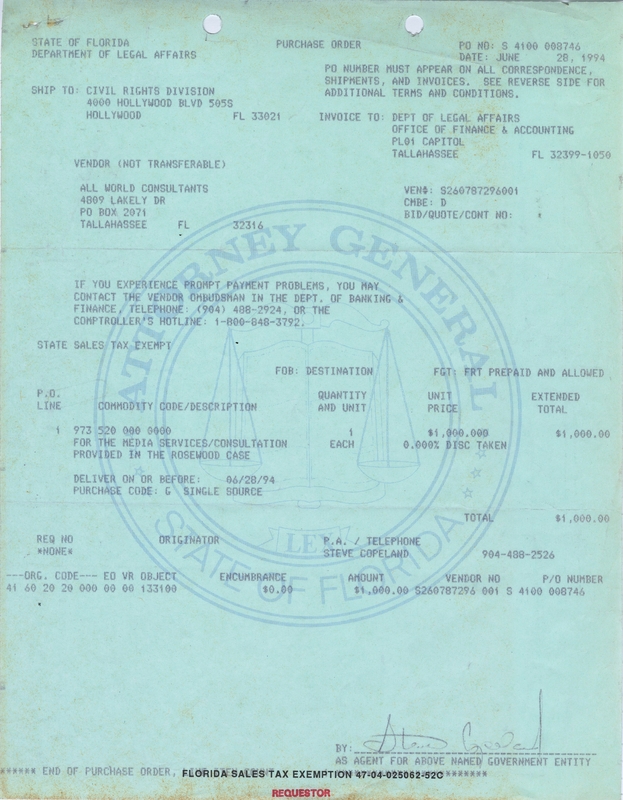 STATE OF FLORIDA
DEPARTMENT OF LEGAL AFFAIRS
PURCHASE ORDER
PO NO: S 4100 008746
DATE: JUNE 28, 1994
PO NUMBER MUST APPEAR ON ALL CORRESPONDENCE,
SHIPMENTS, AND INVOICES. SEE REVERSE SIDE FOR
ADDITIONAL TERMS AND CONDITIONS.
SHIP TO: CIVIL RIGHTS DIVISION
4000 HOLLYWOOD BLVD 505S
HOLLYWOOD FL 33021
INVOICE TO: DEPT OF LEGAL AFFAIRS
OFFICE OF FINANCE & ACCOUNTING
PL01 CAPITOL
TALLAHASSEE FL 32399-1050
VENDOR (NOT TRANSFERABLE)
ALL WORLD CONSULTANTS
4809 LAKELY DR
PO BOX 2071
TALLAHASSEE FL 32316
VEN#: S260787296001
CMBE: D
BID/QUOTE/CONT NO: *
IF YOU EXPERIENCE PROMPT PAYMENT PROBLEMS, YOU MAY
CONTACT THE VENDOR OMBUDSMAN IN THE DEPT. OF BANKING &
FINANCE, TELEPHONE: (904) 488-2924, OR THE
COMPTROLLER'S HOTLINE: 1-800-848-3792.
STATE SALES TAX EXEMPT
FOB: DESTINATION FGT: FRT PREPAID AND ALLOWED
P.O. QUANTITY UNIT EXTENDED
LINE COMMODITY CODE/DESCRIPTION AND UNIT PRICE TOTAL
1 973 520 000 0000 1 $1,000.000 $1,000.00
FOR THE MEDIA SERVICES/CONSULTATION EACH 0.000% DISC TAKEN
PROVIDED IN THE ROSEWOOD CASE
DELIVER ON OR BEFORE: 06/28/94
PURCHASE CODE: G SINGLE SOURCE
TOTAL $1,000.00
REQ NO ORIGINATOR P.A. / TELEPHONE
*NONE* STEVE COPELAND 904-488-2526
---ORG. CODE--- EO VR OBJECT ENCUMBRANCE AMOUNT VENDOR NO P/O NUMBER
41 60 20 20 000 00 00 133100 $0.00 $1,000.00 S260787296 001 S 4100 008746
ATTORNEY GENERAL
LEX
STATE OF FLORIDA
BY: Steve Copeland
AS AGENT FOR ABOVE NAMED GOVERNMENT ENTITY
****** END OF PURCHASE ORDER,
FLORIDA SALES TAX EXEMPTION 47-04-025062-52C
REQUESTOR